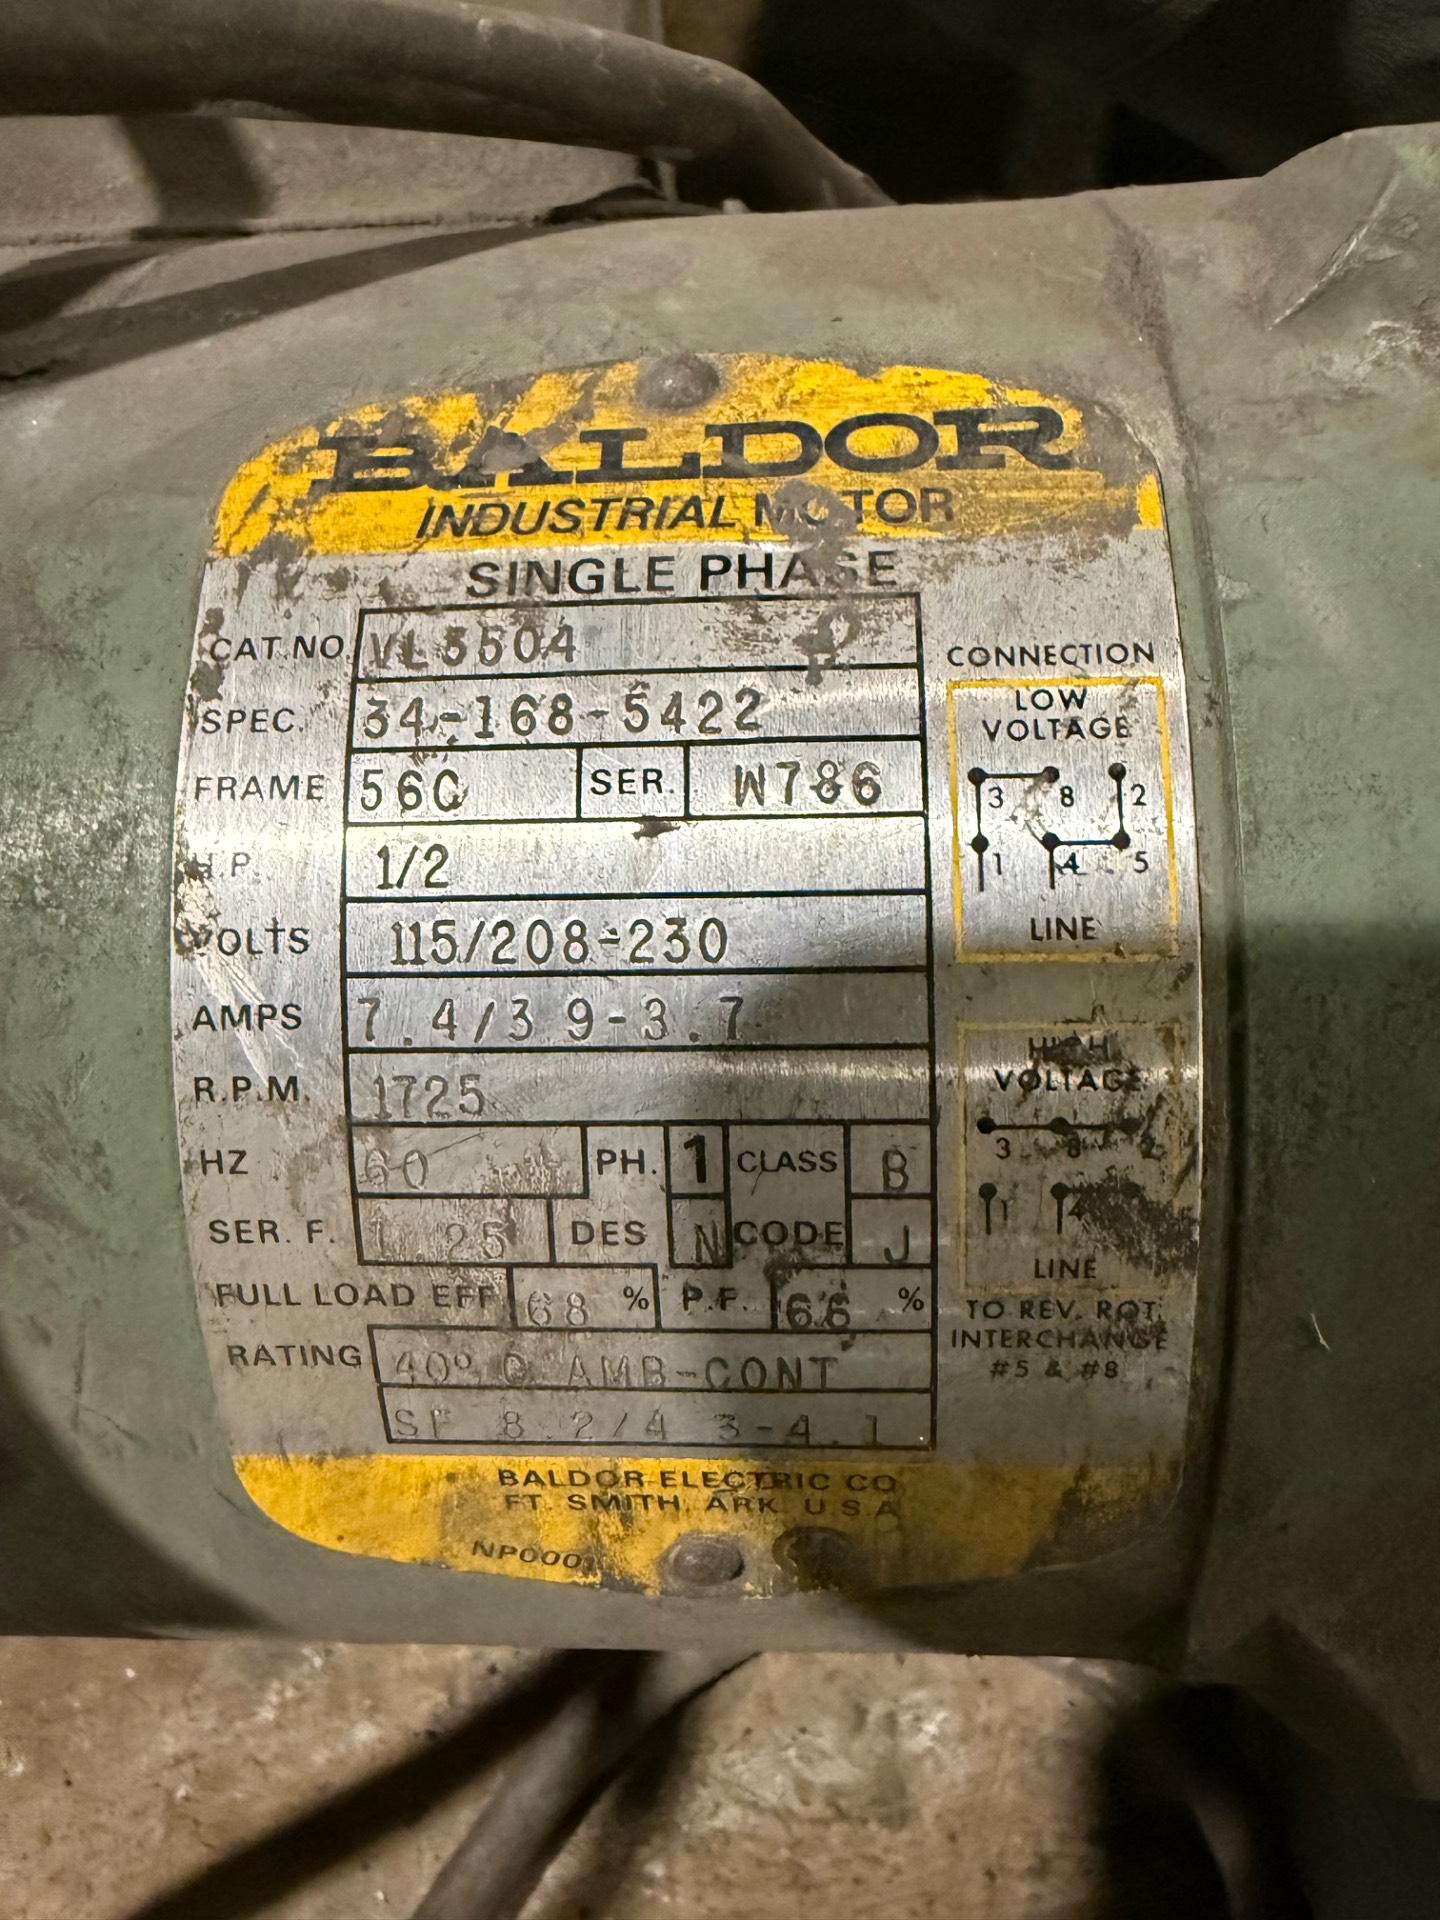 BALDOR
INDUSTRIAL MOTOR
SINGLE PHASE
CAT.NO. VL3504
SPEC. 34-168-5422
FRAME 56C SER. W786
H.P. 1/2
VOLTS 115/208-230
AMPS 7.4/3 9-3.7
R.P.M. 1725
HZ 60 PH. 1 CLASS B
SER. F. 1.25 DES N CODE J
FULL LOAD EFF 68 % P.F. 66 %
RATING 40° C AMB-CONT
SF 8.2/4 3-4.1
CONNECTION
LOW
VOLTAGE
3 8 2
1 4 5
LINE
HIGH
VOLTAGE
3 8 2
1 4
LINE
TO REV. ROT.
INTERCHANGE
#5 & #8
BALDOR ELECTRIC CO
FT. SMITH, ARK. U.S.A
NP0001